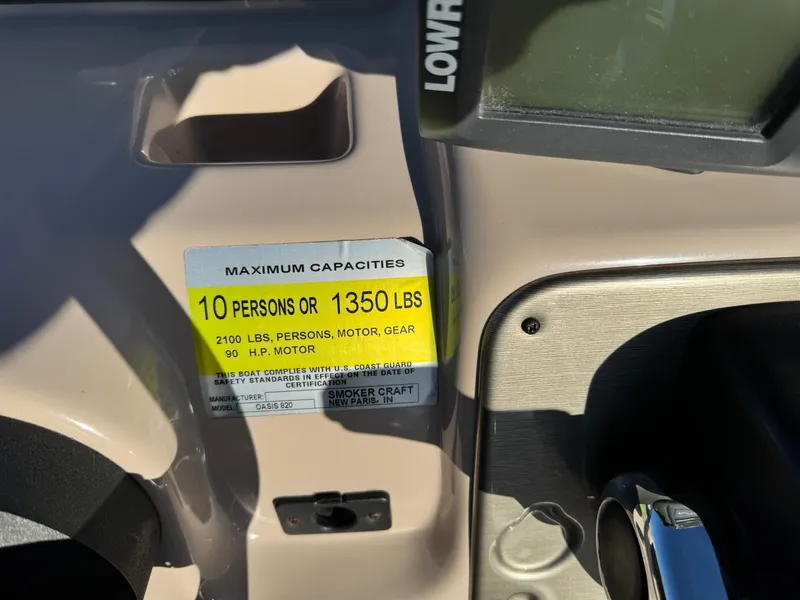 LOWR
MAXIMUM CAPACITIES
10 PERSONS OR 1350 LBS
2100 LBS, PERSONS, MOTOR, GEAR
90 H.P. MOTOR
THIS BOAT COMPLIES WITH U.S. COAST GUARD
SAFETY STANDARDS IN EFFECT ON THE DATE OF
CERTIFICATION
MANUFACTURER: SMOKER CRAFT
NEW PARIS, IN
MODEL: OASIS 820